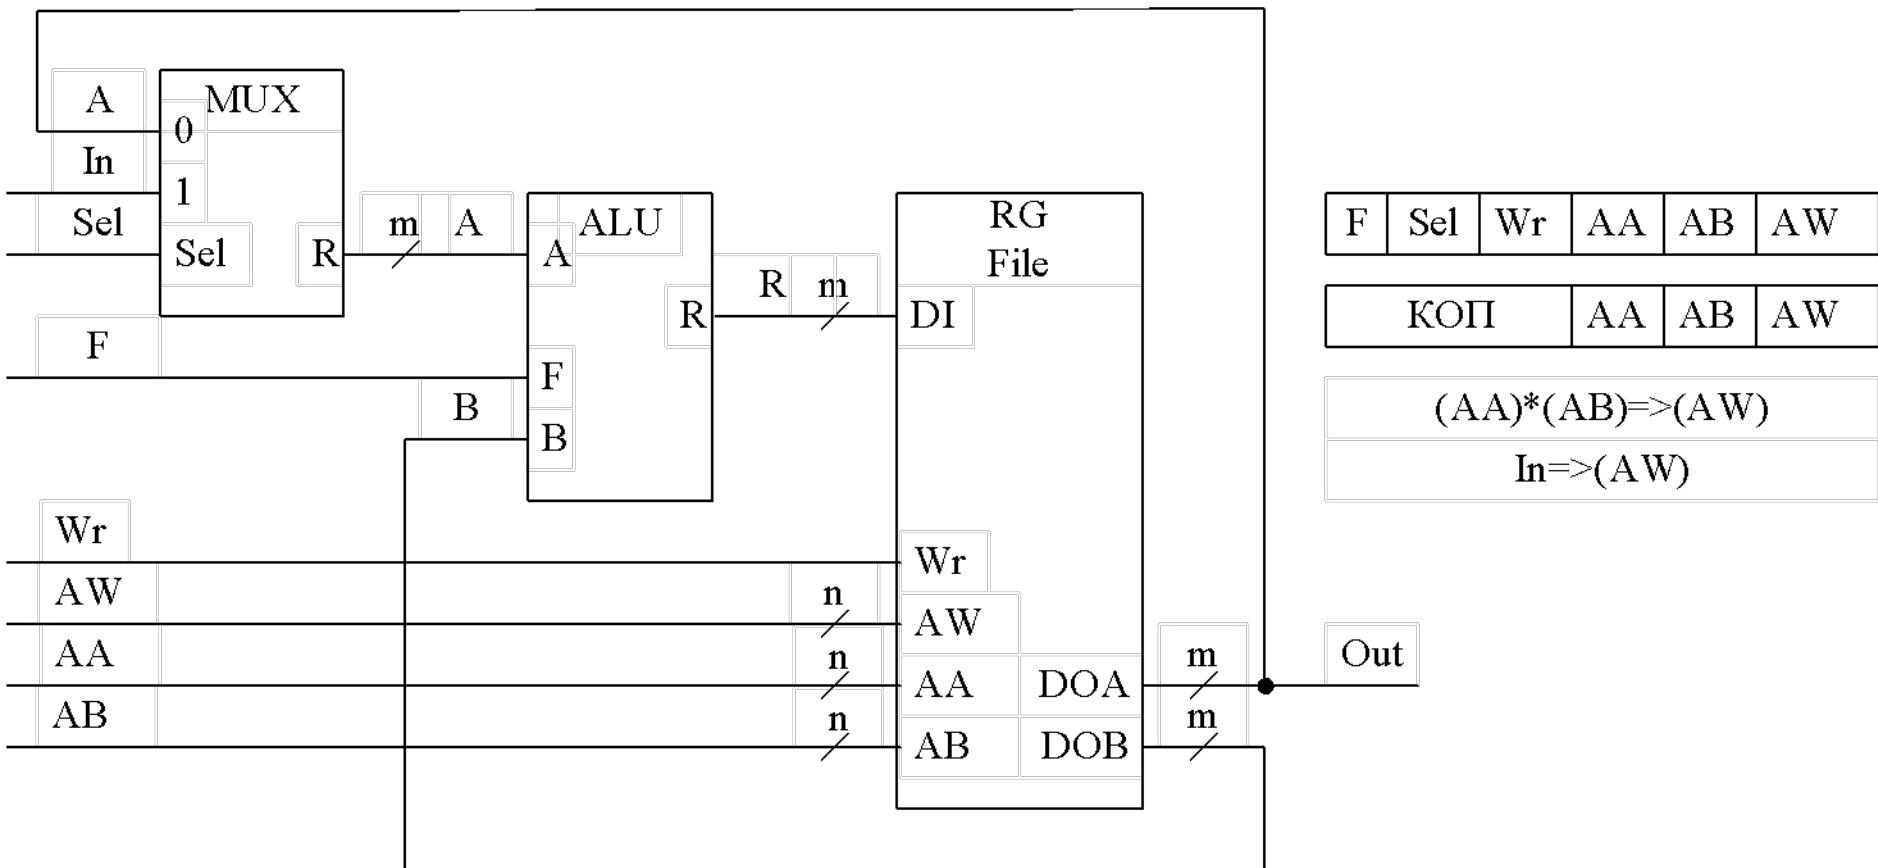 A
MUX
0
In
1
Sel
Sel
R
m
A
ALU
A
R
m
R
F
F
B
B
RG
File
DI
Wr
Wr
AW
n
AW
AA
n
AA
DOA
m
Out
AB
n
AB
DOB
m
F Sel Wr AA AB AW
КОП AA AB AW
(AA)*(AB)=>(AW)
In=>(AW)